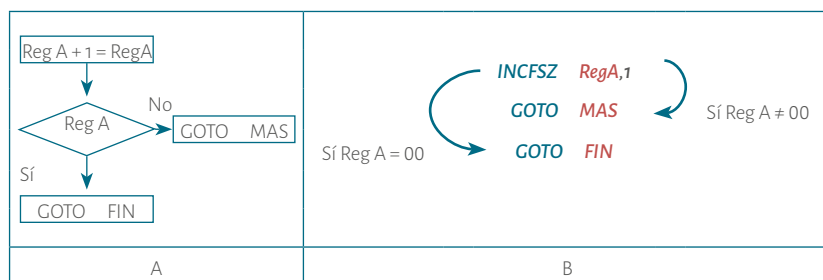 Reg A + 1 = RegA
Reg A
No
GOTO MAS
Sí
GOTO FIN
A
INCFSZ RegA,1
GOTO MAS
Sí Reg A ≠ 00
Sí Reg A = 00
GOTO FIN
B